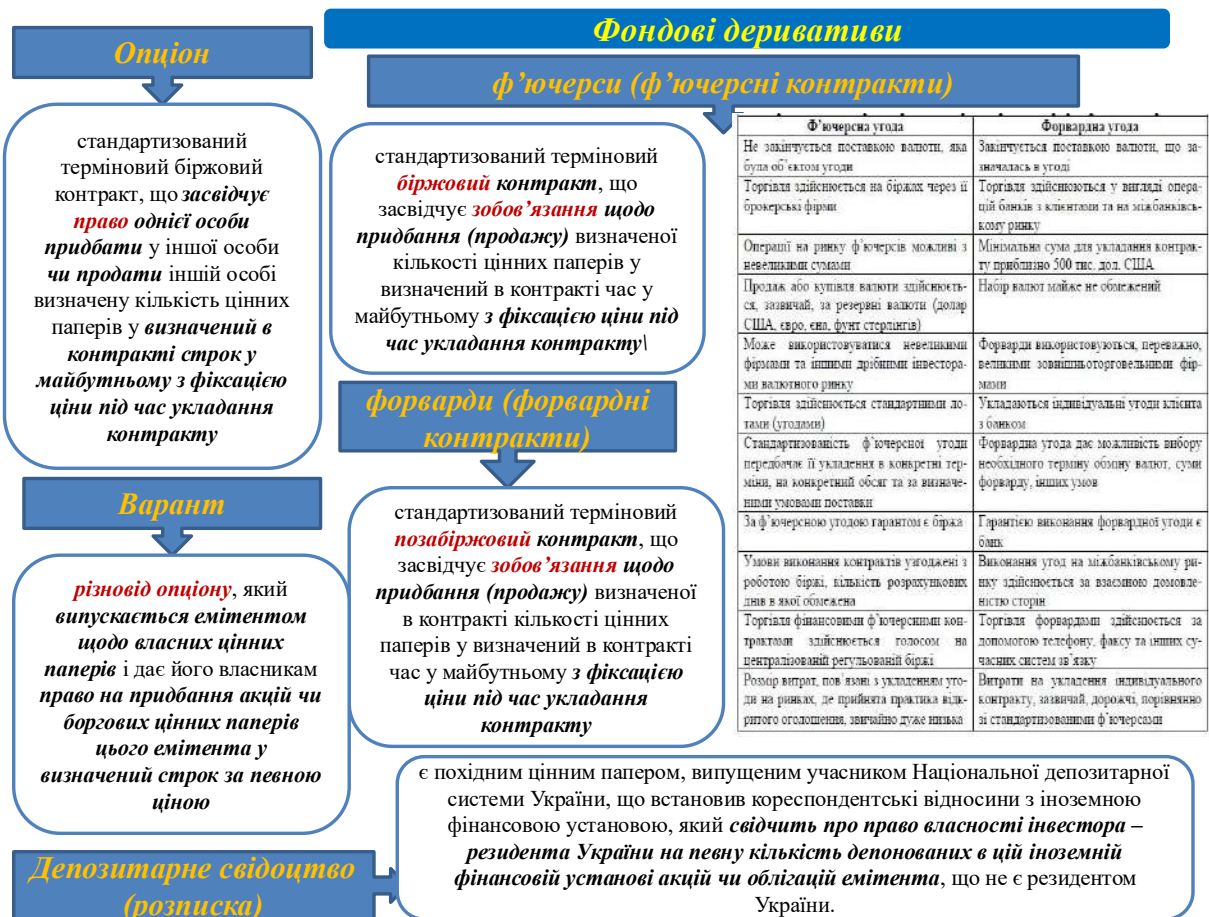 Фондові деривативи
Опціон
стандартизований
терміновий біржовий
контракт, що засвідчує
право однієї особи
придбати у іншої особи
чи продати іншій особі
визначену кількість цінних
паперів у визначений в
контракті строк у
майбутньому з фіксацією
ціни під час укладання
контракту
Варант
різновід опціону, який
випускається емітентом
щодо власних цінних
паперів і дає його власникам
право на придбання акцій чи
боргових цінних паперів
цього емітента у
визначений строк за певною
ціною
ф’ючерси (ф’ючерсні контракти)
стандартизований терміновий
біржовий контракт, що
засвідчує зобов’язання щодо
придбання (продажу) визначеної
кількості цінних паперів у
визначений в контракті час у
майбутньому з фіксацією ціни під
час укладання контракту\
форварди (форвардні
контракти)
стандартизований терміновий
позабіржовий контракт, що
засвідчує зобов’язання щодо
придбання (продажу) визначеної
в контракті кількості цінних
паперів у визначений в контракті
час у майбутньому з фіксацією
ціни під час укладання
контракту
Ф’ючерсна угода
Форвардна угода
Не закінчується поставкою валюти, яка
була об’єктом угоди
Закінчується поставкою валюти, що за-
значалась в угоді
Торгівля здійснюється на біржах через її
брокерські фірми
Торгівля здійснюються у вигляді опера-
цій банків з клієнтами та на міжбанківсь-
кому ринку
Операції на ринку ф’ючерсів можливі з
невеликими сумами
Мінімальна сума для укладання контрак-
ту приблизно 500 тис. дол. США
Продаж або купівля валюти здійснюєть-
ся, зазвичай, за резервні валюти (долар
США, євро, єна, фунт стерлінгів)
Набір валют майже не обмежений
Може використовуватися невеликими
фірмами та іншими дрібними інвестора-
ми валютного ринку
Форварди використовуються, переважно,
великими зовнішньоторговельними фір-
мами
Торгівля здійснюється стандартними ло-
тами (угодами)
Укладаються індивідуальні угоди клієнта
з банком
Стандартизованість ф’ючерсної угоди
передбачає її укладення в конкретні тер-
міни, на конкретний обсяг та за визначе-
ними умовами поставки
Форвардна угода дає можливість вибору
необхідного терміну обміну валют, суми
форварду, інших умов
За ф’ючерсною угодою гарантом є біржа
Гарантією виконання форвардної угоди є
банк
Умови виконання контрактів узгоджені з
роботою біржі, кількість розрахункових
днів в якої обмежена
Виконання угод на міжбанківському ри-
нку здійснюється за взаємною домовле-
ністю сторін
Торгівля фінансовими ф’ючерсними кон-
трактами здійснюється голосом на
централізованій регульованій біржі
Торгівля форвардами здійснюється за
допомогою телефону, факсу та інших су-
часних систем зв’язку
Розмір витрат, пов’язані з укладенням уго-
ди на ринках, де прийнята практика відк-
ритого оголошення, звичайно дуже низька
Витрати на укладення індивідуального
контракту, зазвичай, дорожчі, порівнянно
зі стандартизованими ф’ючерсами
Депозитарне свідоцтво
(розписка)
є похідним цінним папером, випущеним учасником Національної депозитарної
системи України, що встановив кореспондентські відносини з іноземною
фінансовою установою, який свідчить про право власності інвестора –
резидента України на певну кількість депонованих в цій іноземній
фінансовій установі акцій чи облігацій емітента, що не є резидентом
України.